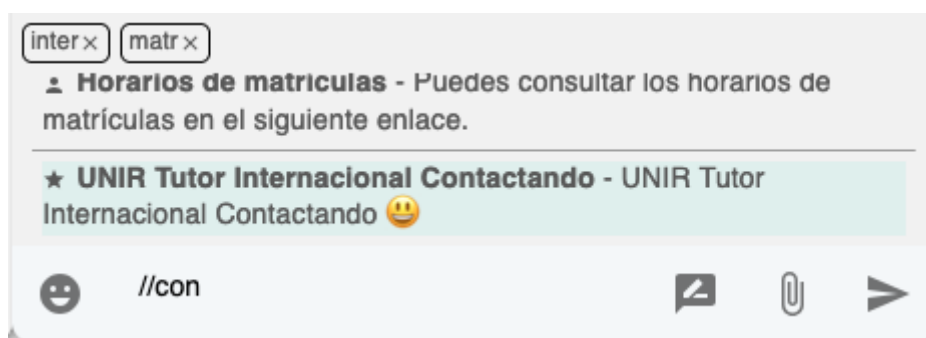 inter× matr×
Horarios de matrículas - Puedes consultar los horarios de
matrículas en el siguiente enlace.
★ UNIR Tutor Internacional Contactando - UNIR Tutor
Internacional Contactando 😃
//con